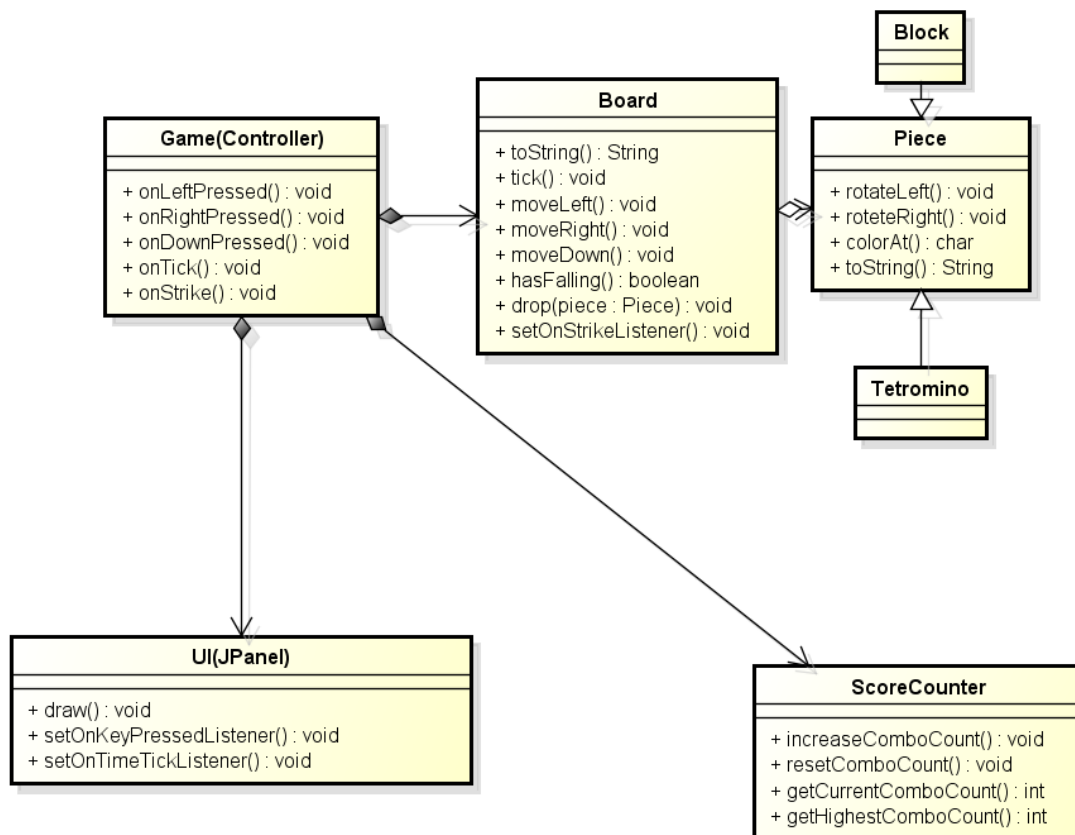 Block
Board
+ toString() : String
+ tick() : void
+ moveLeft() : void
+ moveRight() : void
+ moveDown() : void
+ hasFalling() : boolean
+ drop(piece : Piece) : void
+ setOnStrikeListener() : void
Game(Controller)
+ onLeftPressed() : void
+ onRightPressed() : void
+ onDownPressed() : void
+ onTick() : void
+ onStrike() : void
Piece
+ rotateLeft() : void
+ roteteRight() : void
+ colorAt() : char
+ toString() : String
Tetromino
UI(JPanel)
+ draw() : void
+ setOnKeyPressedListener() : void
+ setOnTimeTickListener() : void
ScoreCounter
+ increaseComboCount() : void
+ resetComboCount() : void
+ getCurrentComboCount() : int
+ getHighestComboCount() : int